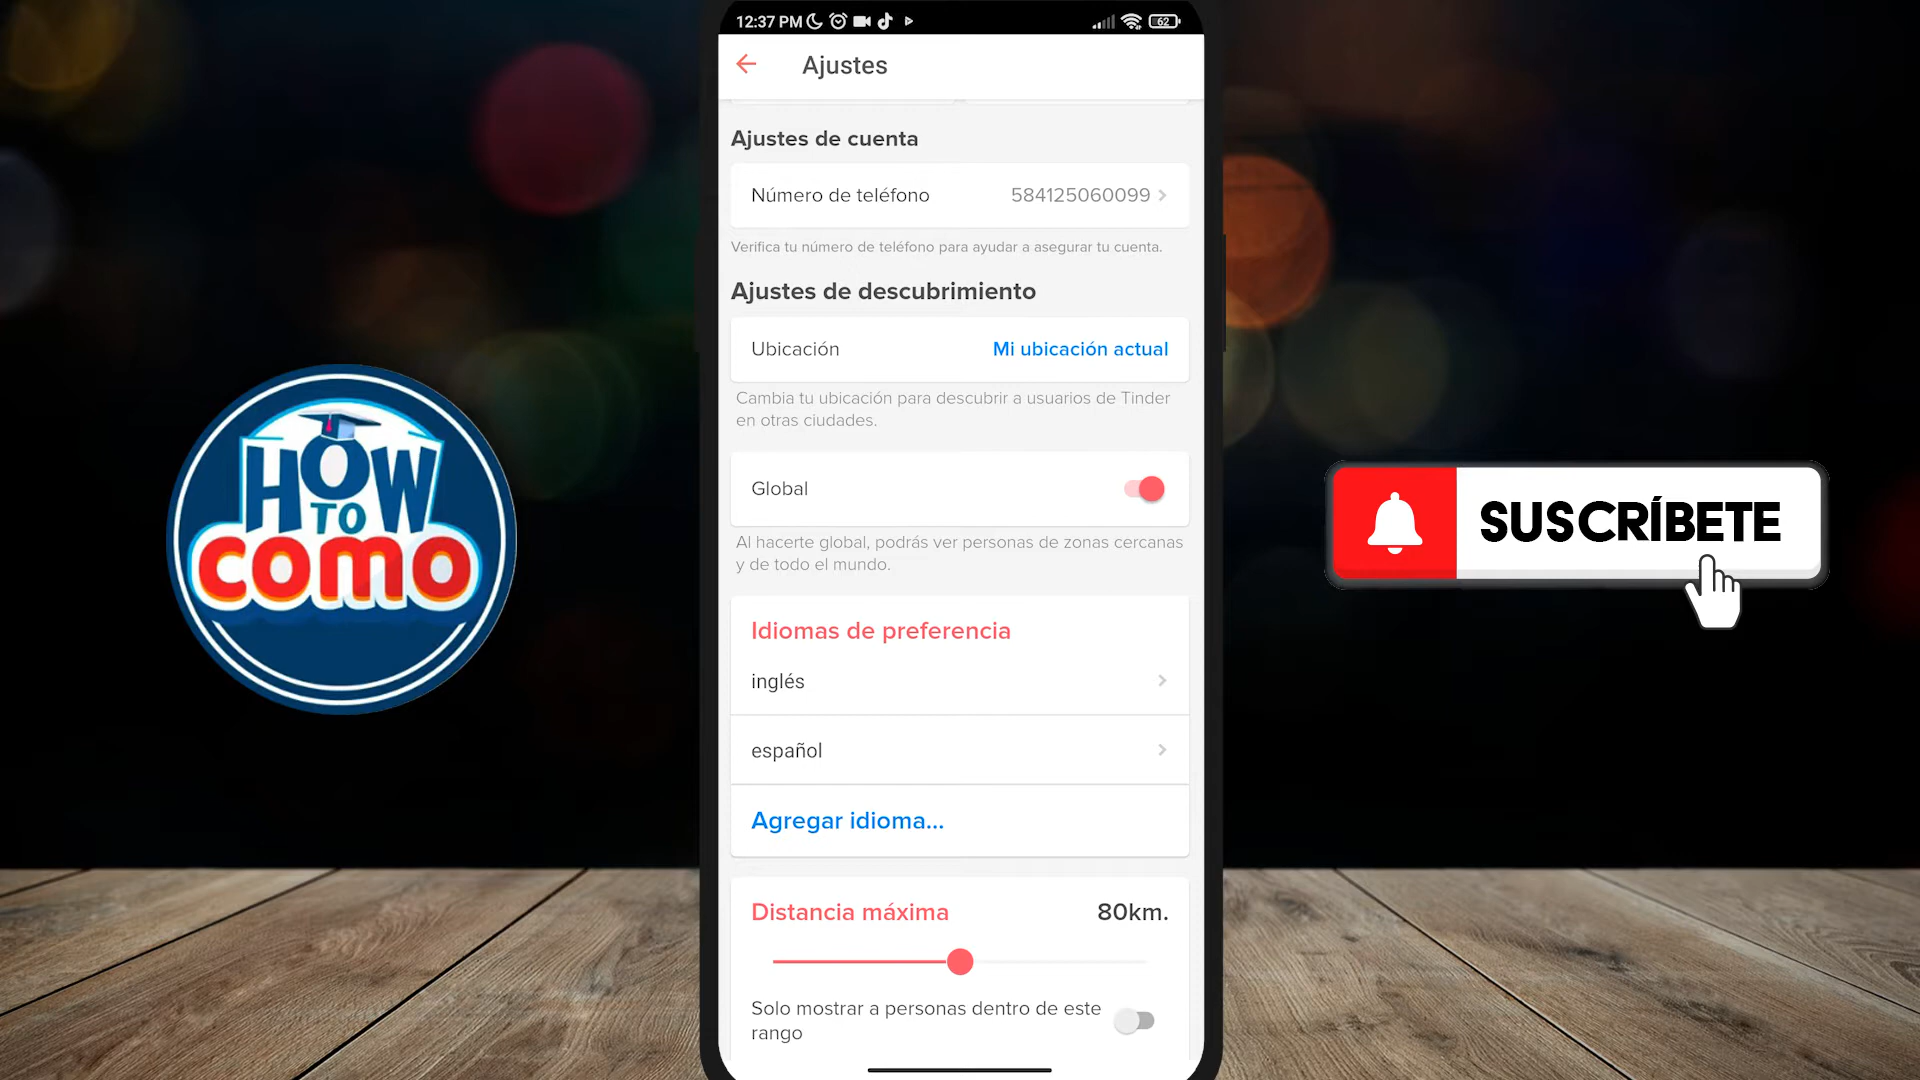 12:37 PM
62
Ajustes
Ajustes de cuenta
Número de teléfono 584125060099
Verifica tu número de teléfono para ayudar a asegurar tu cuenta.
Ajustes de descubrimiento
Ubicación Mi ubicación actual
Cambia tu ubicación para descubrir a usuarios de Tinder
en otras ciudades.
Global
Al hacerte global, podrás ver personas de zonas cercanas
y de todo el mundo.
Idiomas de preferencia
inglés
español
Agregar idioma...
Distancia máxima 80km.
Solo mostrar a personas dentro de este
rango
HOW
TO
COMO
SUSCRÍBETE